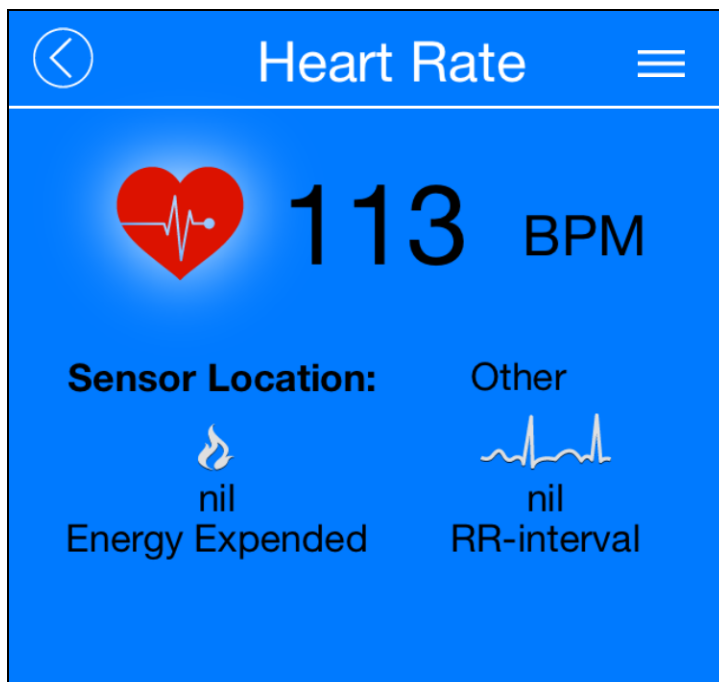 Heart Rate
113 BPM
Sensor Location: Other
nil nil
Energy Expended RR-interval